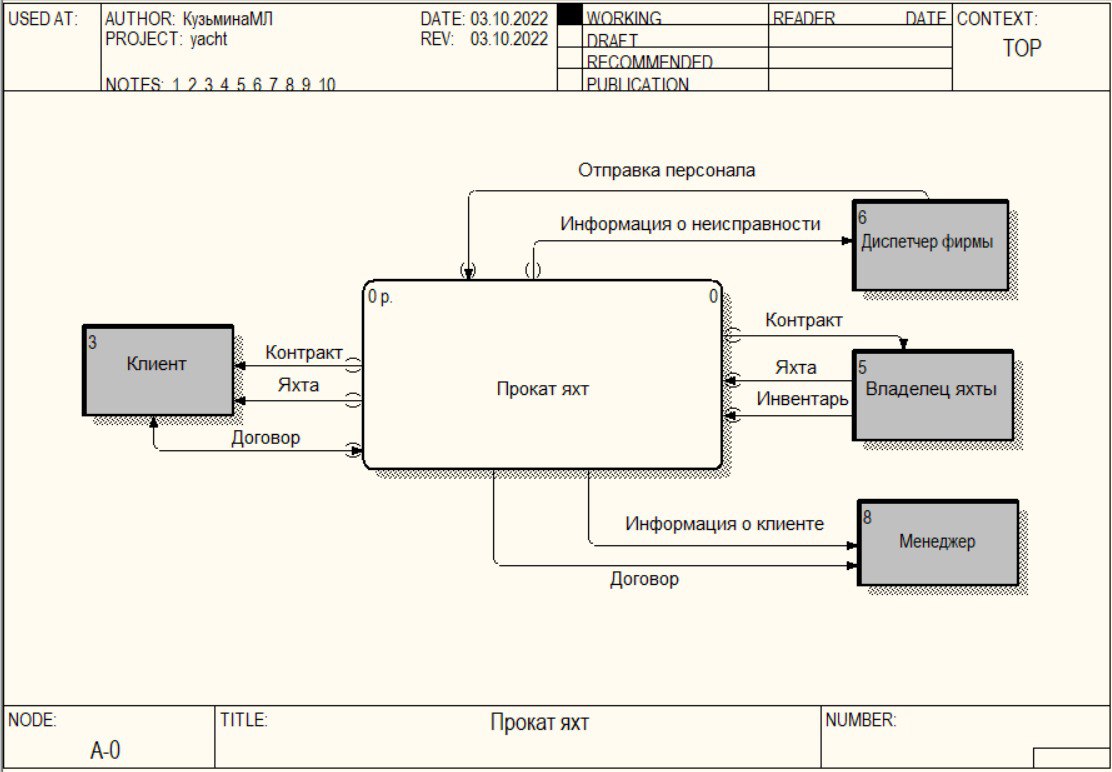 USED AT:
AUTHOR: КузьминаМЛ
DATE: 03.10.2022
WORKING
READER
DATE
CONTEXT:
PROJECT: yacht
REV: 03.10.2022
DRAFT
TOP
RECOMMENDED
NOTES: 1 2 3 4 5 6 7 8 9 10
PUBLICATION
Отправка персонала
Информация о неисправности
6
Диспетчер фирмы
0 р.
0
Прокат яхт
Контракт
3
Клиент
Контракт
Яхта
Договор
Яхта
Инвентарь
5
Владелец яхты
Информация о клиенте
8
Менеджер
Договор
NODE:
A-0
TITLE:
Прокат яхт
NUMBER: